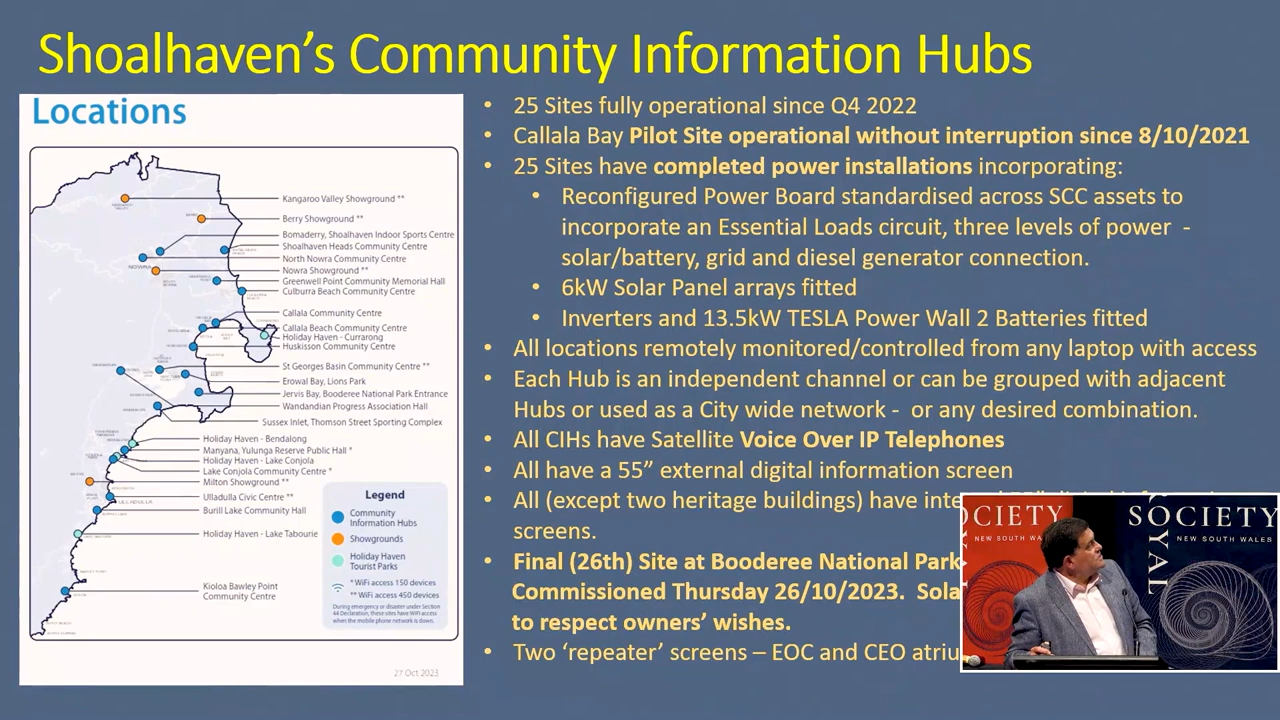 Shoalhaven's Community Information Hubs
Locations
Kangaroo Valley Showground **
Berry Showground **
Bomaderry, Shoalhaven Indoor Sports Centre
Shoalhaven Heads Community Centre
North Nowra Community Centre
Nowra Showground **
Greenwell Point Community Memorial Hall
Culburra Beach Community Centre
Callala Community Centre
Callala Beach Community Centre
Holiday Haven - Currarong
Huskisson Community Centre
St Georges Basin Community Centre **
Erowal Bay, Lions Park
Jervis Bay, Booderee National Park Entrance
Wandandian Progress Association Hall
Sussex Inlet, Thomson Street Sporting Complex
Holiday Haven - Bendalong
Manyana, Yulunga Reserve Public Hall *
Holiday Haven - Lake Conjola
Lake Conjola Community Centre *
Milton Showground **
Ulladulla Civic Centre **
Burill Lake Community Hall
Holiday Haven - Lake Tabourie
Kioloa Bawley Point
Community Centre
NOWRA
ULLADULLA
Legend
Community
Information Hubs
Showgrounds
Holiday Haven
Tourist Parks
* WiFi access 150 devices
** WiFi access 450 devices
During emergency or disaster under Section
44 Declaration, these sites have WIFI access
when the mobile phone network is down.
27 Oct 2023
• 25 Sites fully operational since Q4 2022
• Callala Bay Pilot Site operational without interruption since 8/10/2021
• 25 Sites have completed power installations incorporating:
• Reconfigured Power Board standardised across SCC assets to
incorporate an Essential Loads circuit, three levels of power -
solar/battery, grid and diesel generator connection.
• 6kW Solar Panel arrays fitted
• Inverters and 13.5kW TESLA Power Wall 2 Batteries fitted
• All locations remotely monitored/controlled from any laptop with access
• Each Hub is an independent channel or can be grouped with adjacent
Hubs or used as a City wide network - or any desired combination.
• All CIHs have Satellite Voice Over IP Telephones
• All have a 55" external digital information screen
• All (except two heritage buildings) have
screens.
• Final (26th) Site at Booderee National Park
Commissioned Thursday 26/10/2023. Sola
to respect owners' wishes.
• Two 'repeater' screens – EOC and CEO atriu
OCIETY
NEW SOUTH WA
SOCIETY
NEW SOUTH WALES
ROYAL